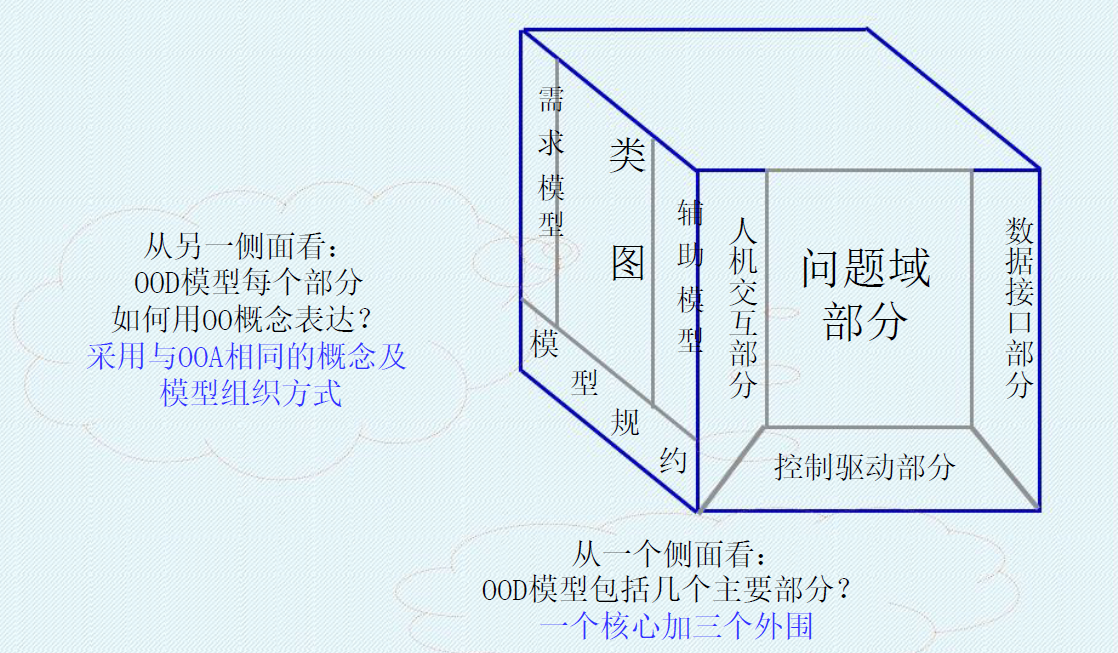 从另一侧面看:
OOD模型每个部分
如何用OO概念表达?
采用与OOA相同的概念及
模型组织方式
需求模型
类图
辅助模型
模型规约
人机交互部分
问题域
部分
数据接口部分
控制驱动部分
从一个侧面看:
OOD模型包括几个主要部分?
一个核心加三个外围